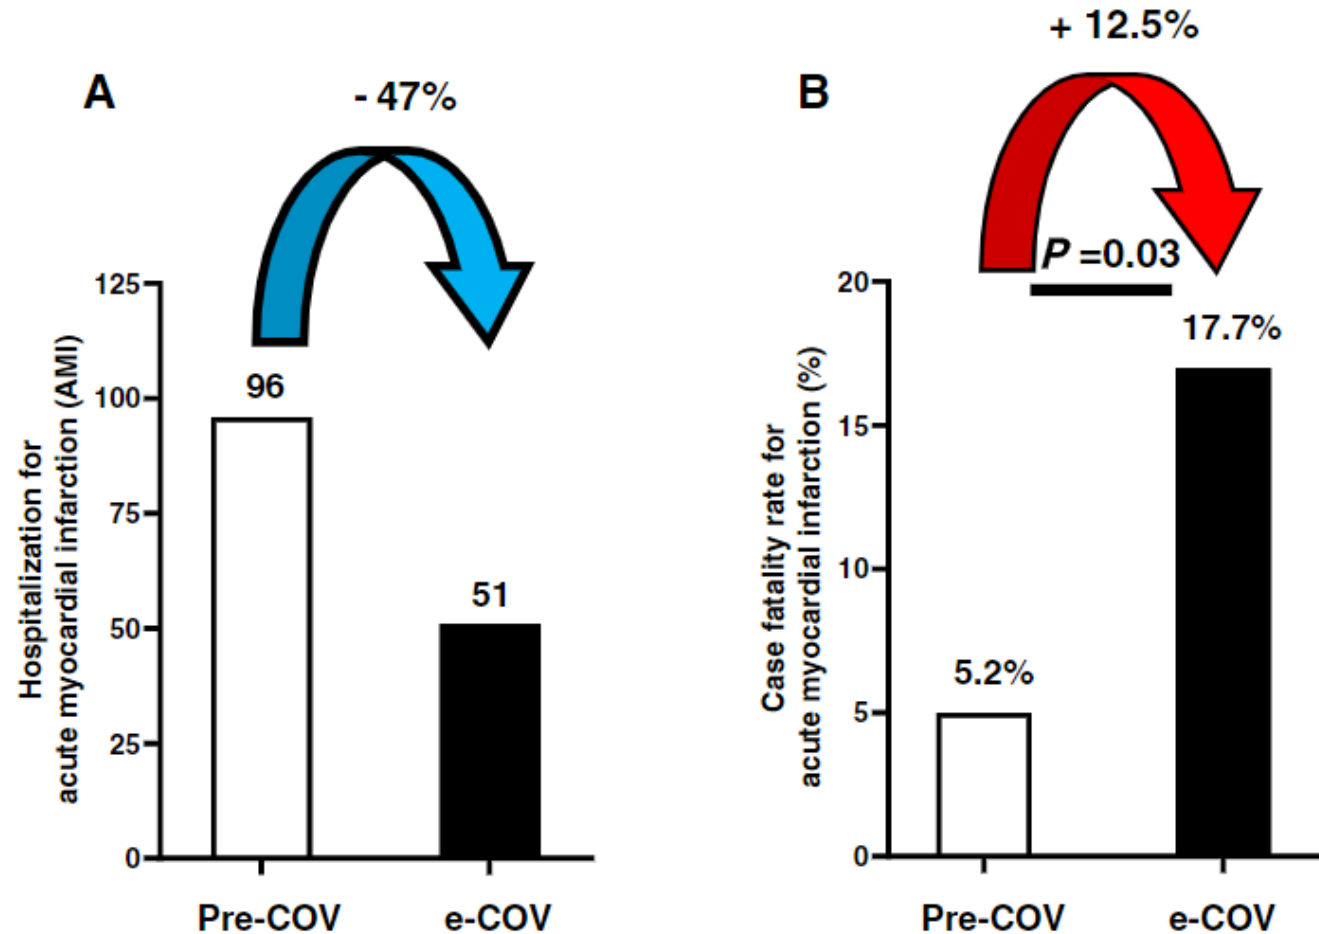 A
- 47%
Hospitalization for
acute myocardial infarction (AMI)
125
100
75
50
25
0
96
51
Pre-COV
e-COV
B
+ 12.5%
P =0.03
Case fatality rate for
acute myocardial infarction (%)
20
15
10
5
0
17.7%
5.2%
Pre-COV
e-COV